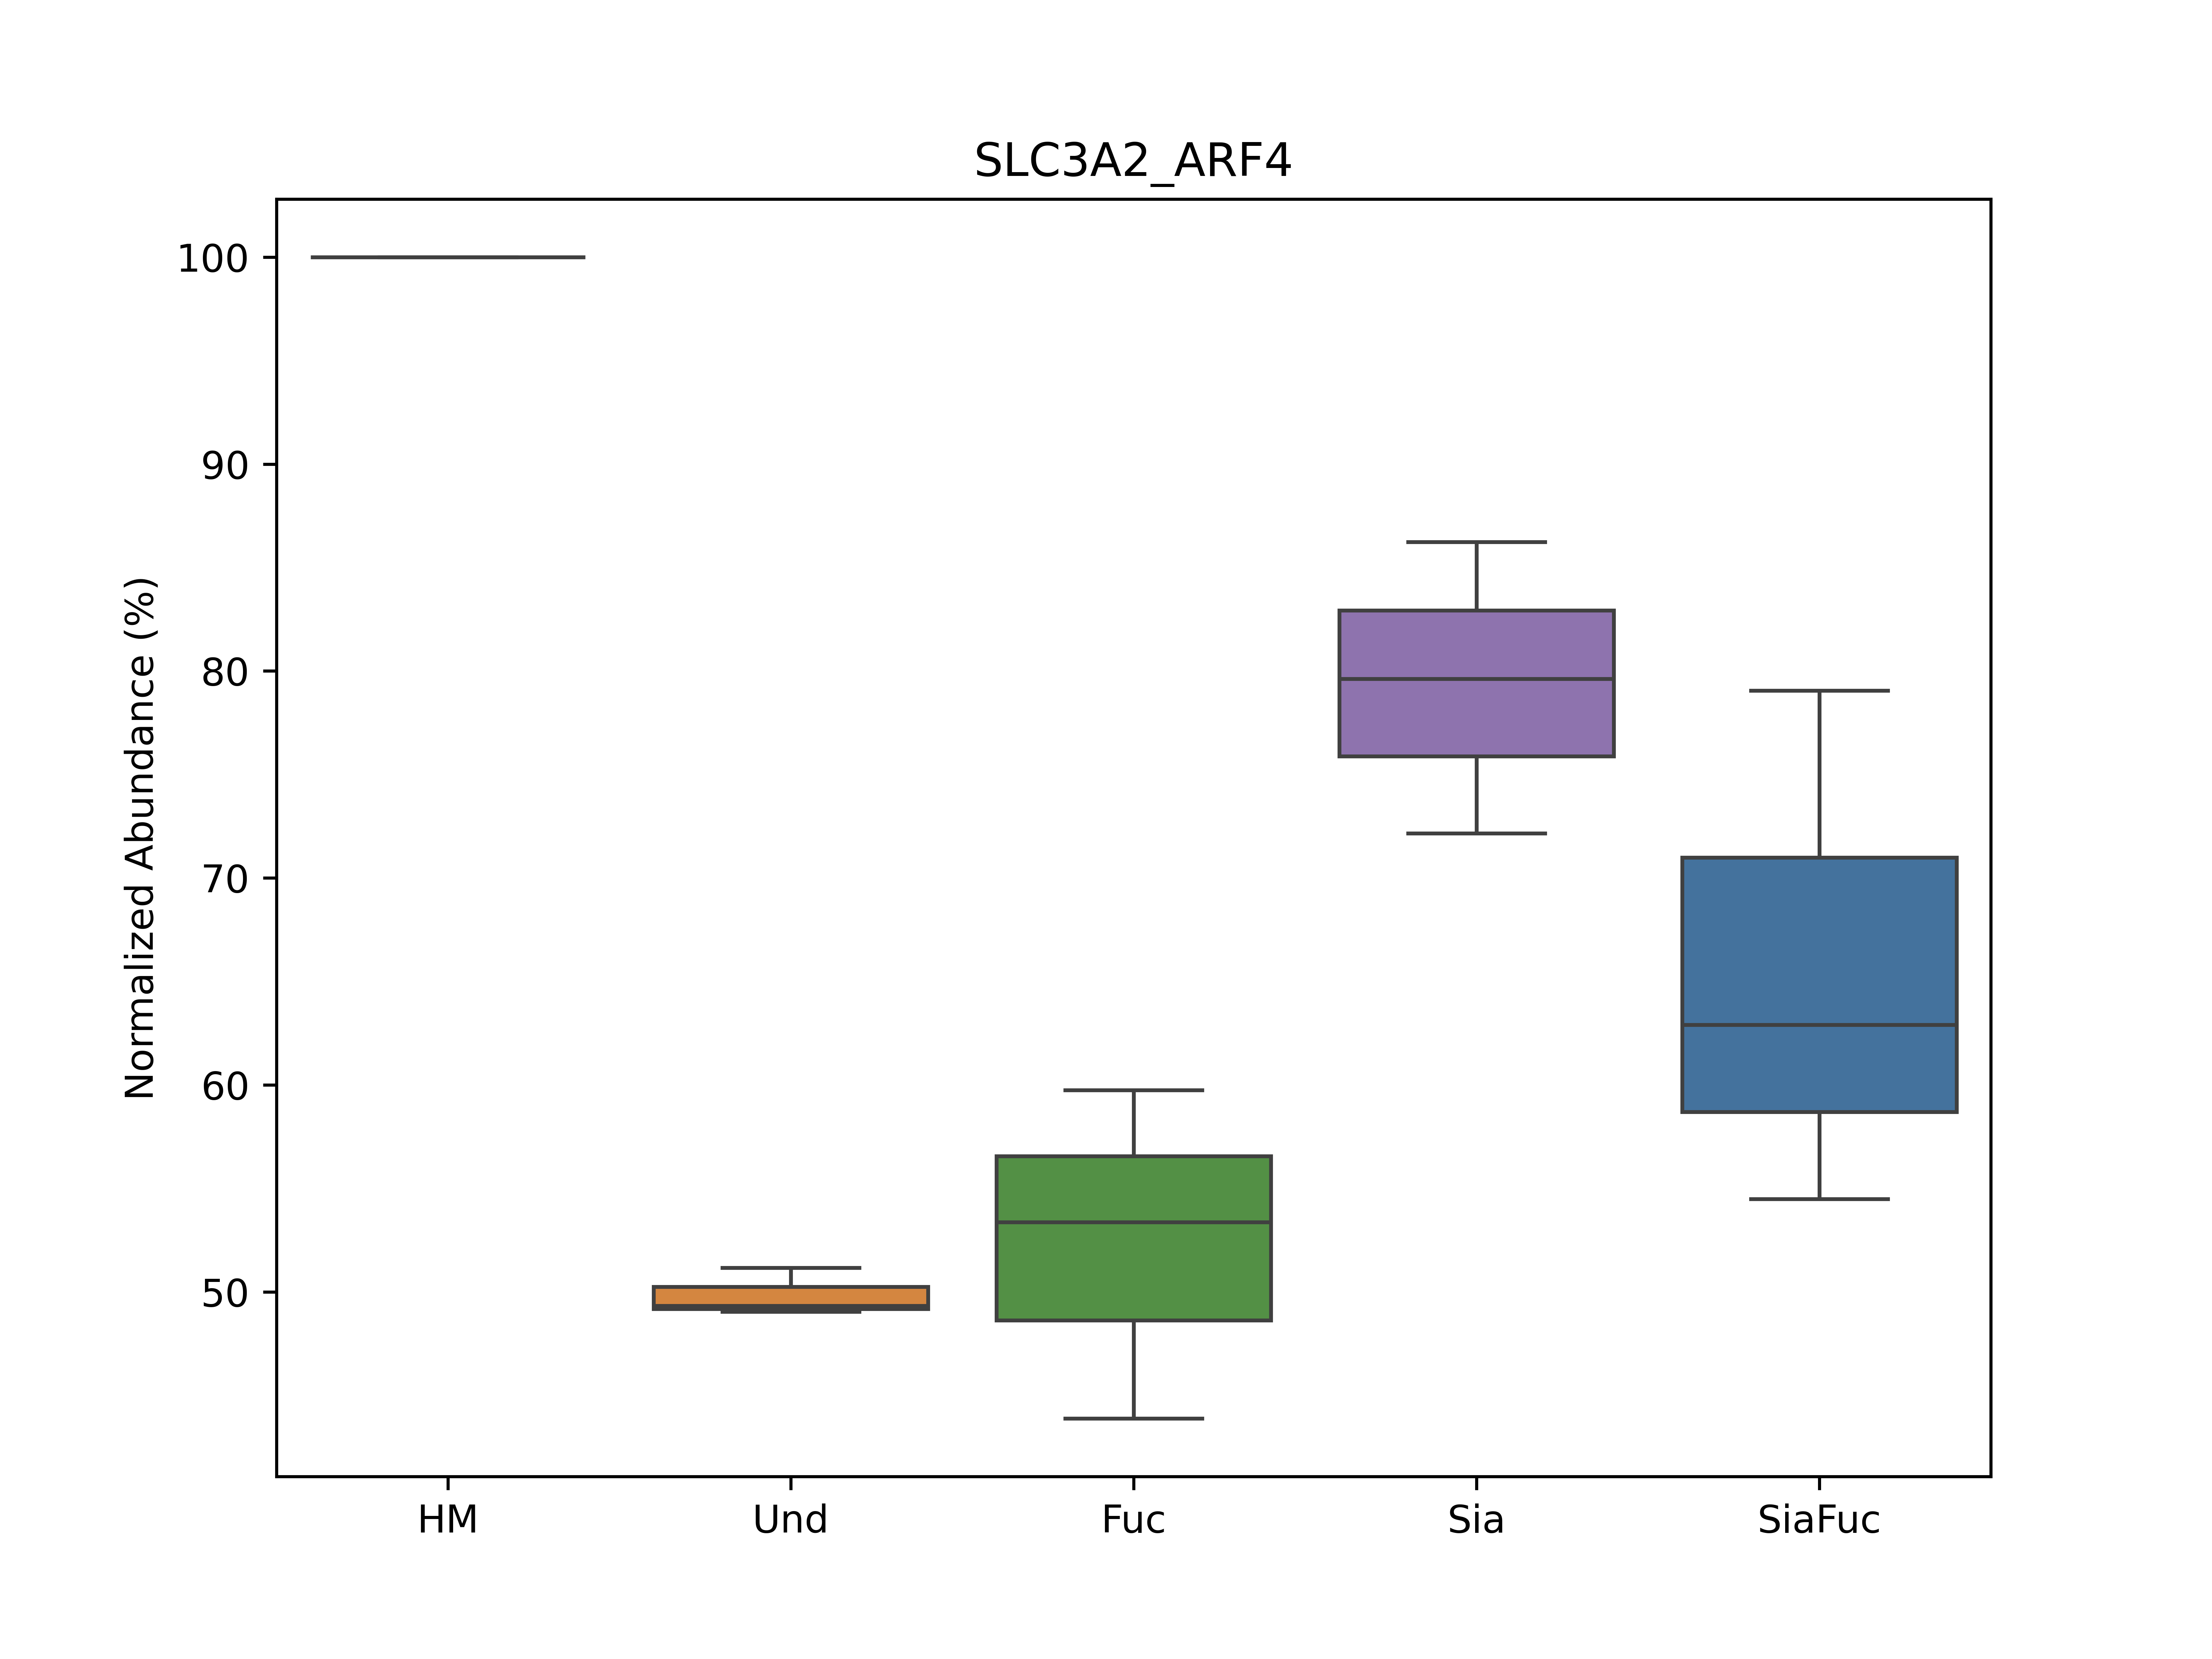 SLC3A2_ARF4
Normalized Abundance (%)
100
90
80
70
60
50
HM
Und
Fuc
Sia
SiaFuc